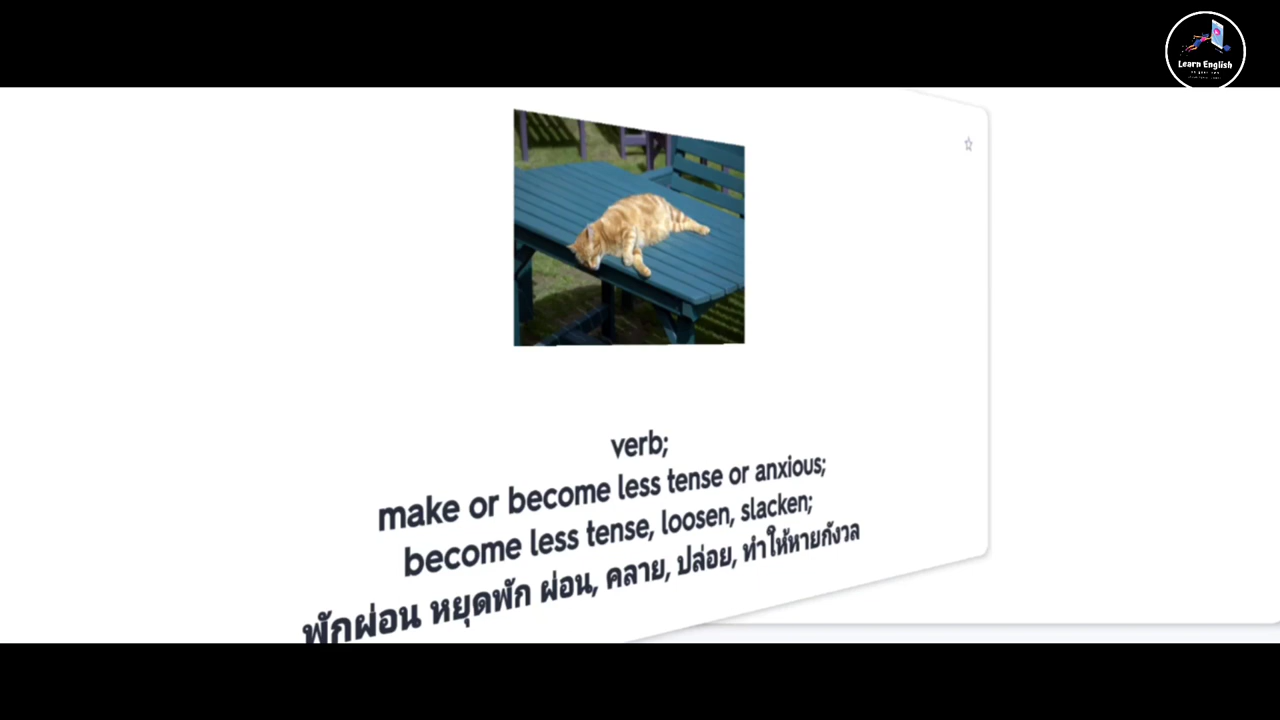 Learn English
verb;
make or become less tense or anxious;
become less tense, loosen, slacken;
พักผ่อน หยุดพัก ผ่อน, คลาย, ปล่อย, ทำให้หายกังวล